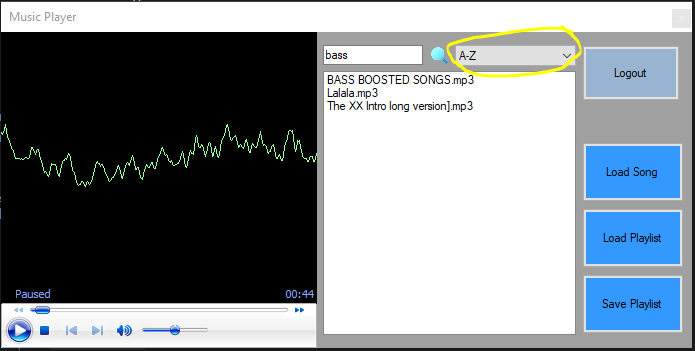 Music Player
bass
A-Z
Logout
BASS BOOSTED SONGS.mp3
Lalala.mp3
The XX Intro long version].mp3
Load Song
Load Playlist
Save Playlist
Paused
00:44